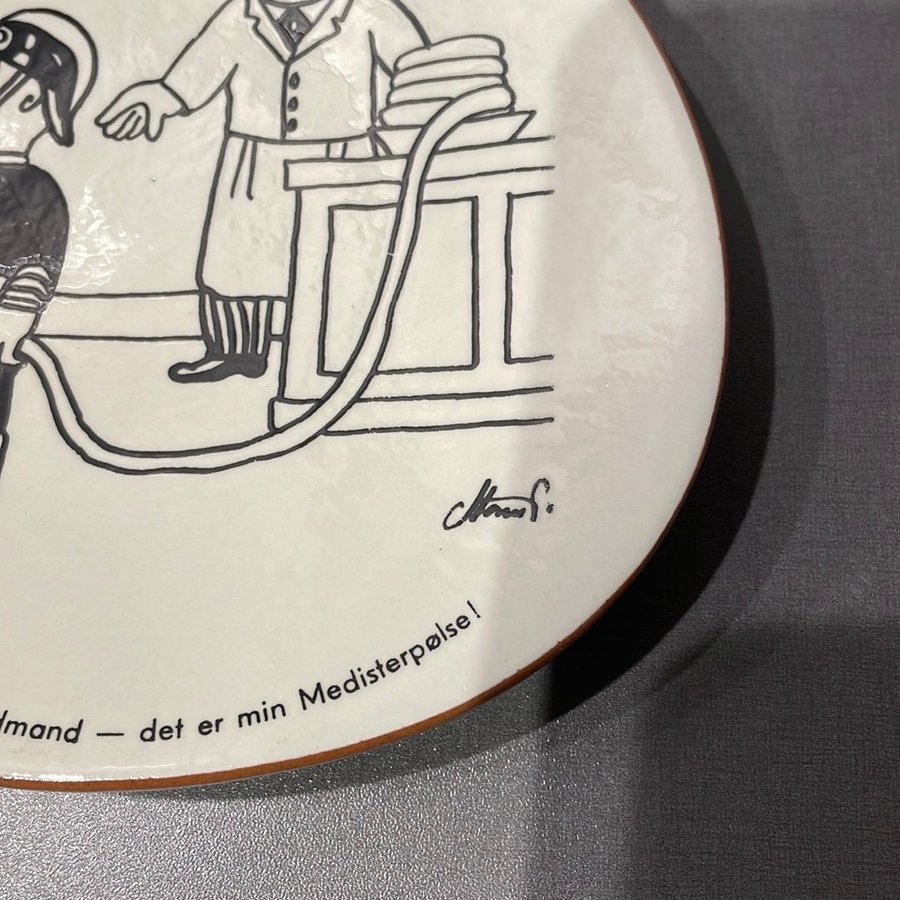 dmand — det er min Medisterpølse!